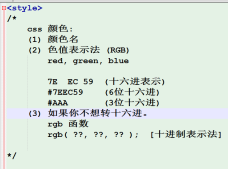 <style>
/*
css 颜色:
(1) 颜色名
(2) 色值表示法 (RGB)
red, green, blue
7E EC 59 (十六进表示)
#7EEC59 (6位十六进)
#AAA (3位十六进)
(3) 如果你不想转十六进。
rgb 函数
rgb( ??, ??, ?? ); [十进制表示法]
*/